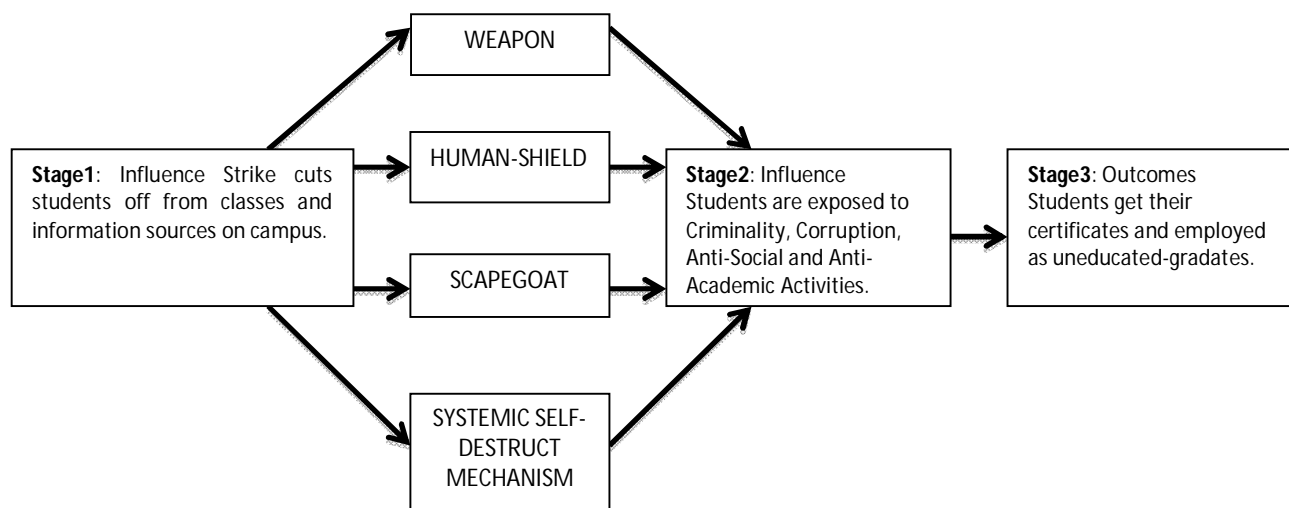 WEAPON
HUMAN-SHIELD
SCAPEGOAT
SYSTEMIC SELF-
DESTRUCT
MECHANISM
Stage1: Influence Strike cuts
students off from classes and
information sources on campus.
Stage2: Influence
Students are exposed to
Criminality, Corruption,
Anti-Social and Anti-
Academic Activities.
Stage3: Outcomes
Students get their
certificates and employed
as uneducated-gradates.